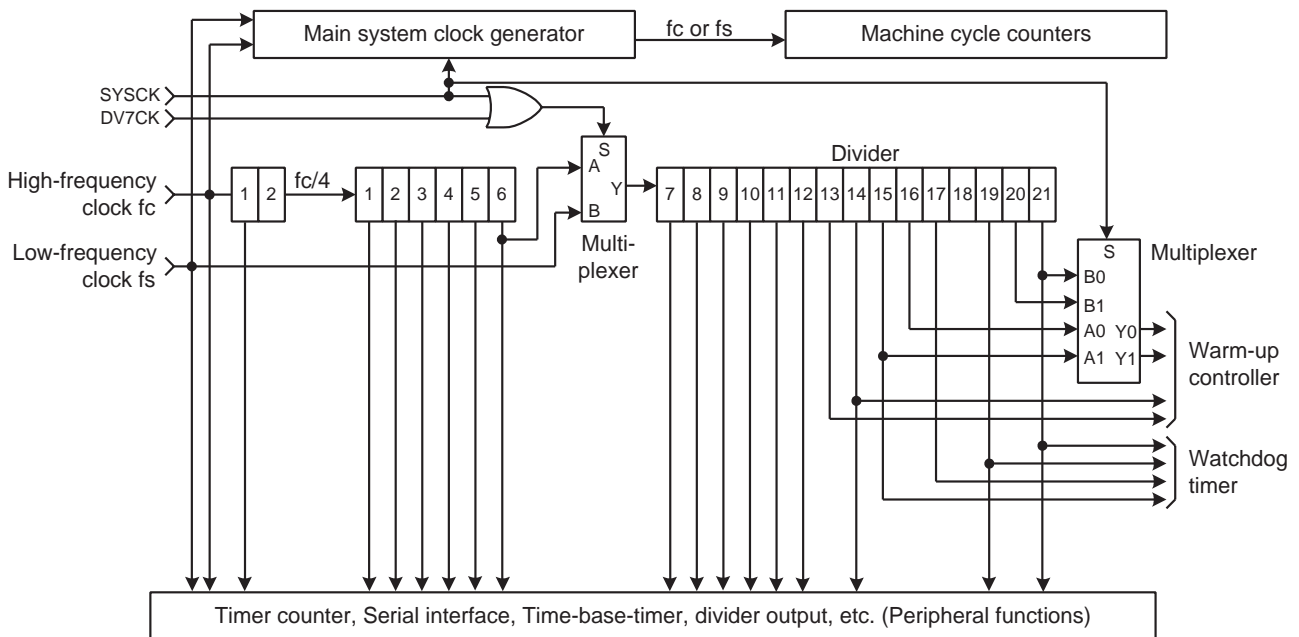 Main system clock generator
fc or fs
Machine cycle counters
SYSCK
DV7CK
High-frequency
clock fc
Low-frequency
clock fs
1 2
fc/4
1 2 3 4 5 6
S
A
Y
B
Multi-
plexer
Divider
7 8 9 10 11 12 13 14 15 16 17 18 19 20 21
S
B0
B1
A0 Y0
A1 Y1
Multiplexer
Warm-up
controller
Watchdog
timer
Timer counter, Serial interface, Time-base-timer, divider output, etc. (Peripheral functions)